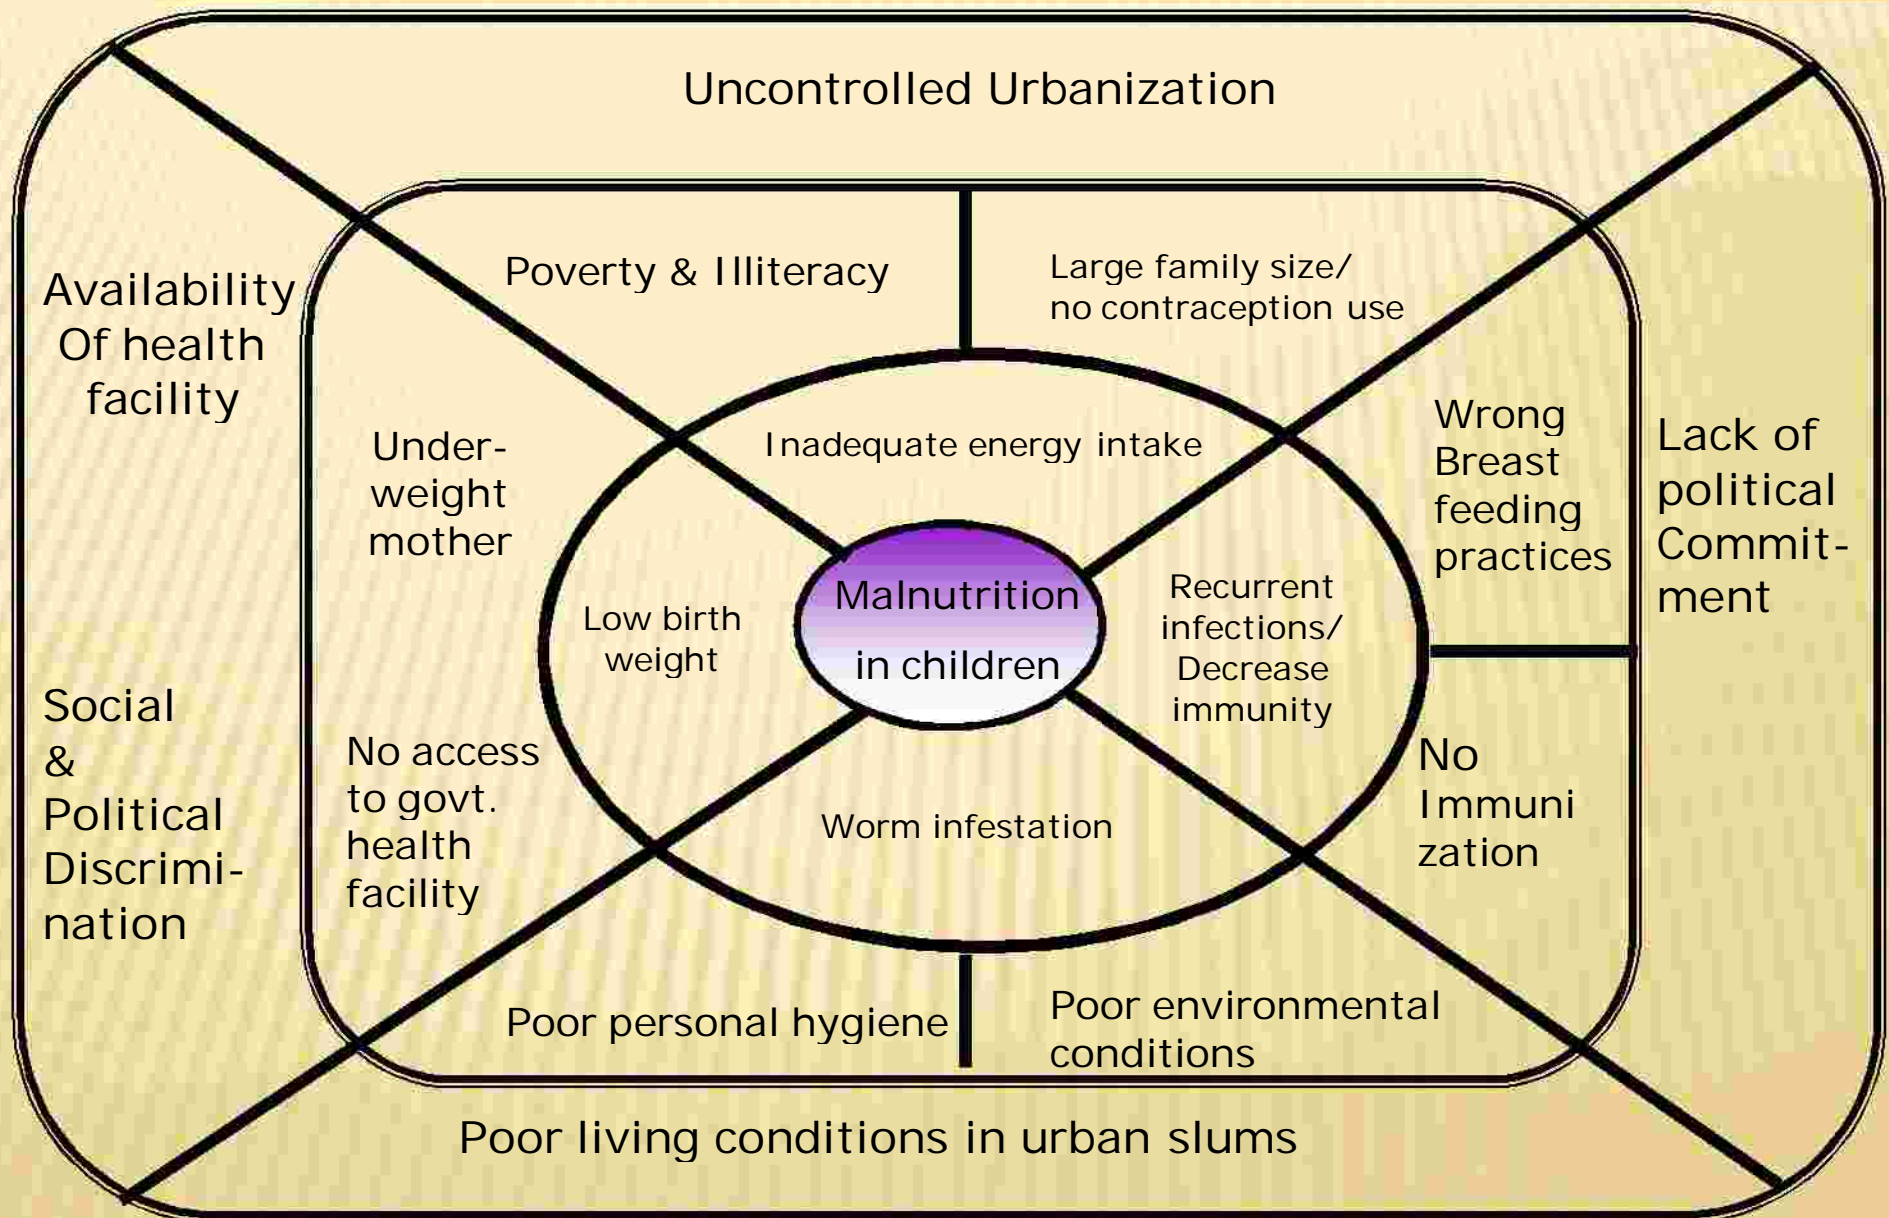 Uncontrolled Urbanization
Availability
Of health
facility
Social
&
Political
Discrimi-
nation
Poverty & Illiteracy
Large family size/
no contraception use
Under-
weight
mother
No access
to govt.
health
facility
Inadequate energy intake
Low birth
weight
Malnutrition
in children
Recurrent
infections/
Decrease
immunity
Worm infestation
Wrong
Breast
feeding
practices
No
Immuni
zation
Lack of
political
Commit-
ment
Poor personal hygiene
Poor environmental
conditions
Poor living conditions in urban slums